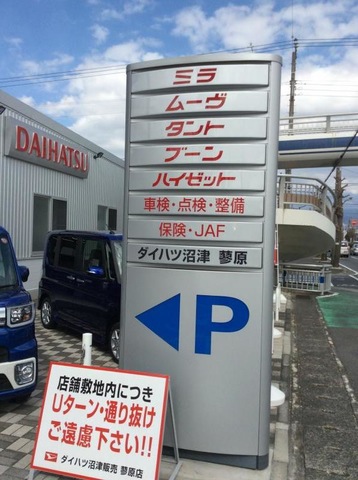 DAIHATSU
ミラ
ムーヴ
タント
ブーン
ハイゼット
車検・点検・整備
保険・JAF
ダイハツ沼津 蓼原
P
店舗敷地内につき
Uターン・通り抜け
ご遠慮下さい!!
ダイハツ沼津販売 蓼原店